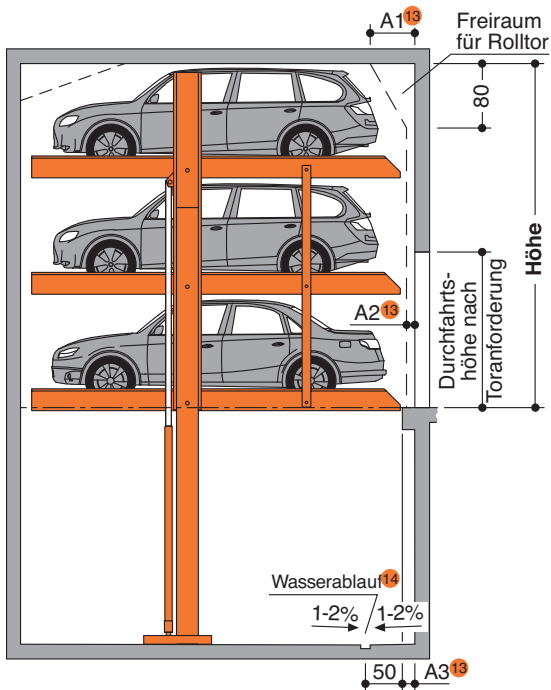 A1 13
Freiraum
für Rolltor
80
Höhe
Durchfahrts-
höhe nach
Toranforderung
A2 13
Wasserablauf 14
1-2% 1-2%
50 A3 13